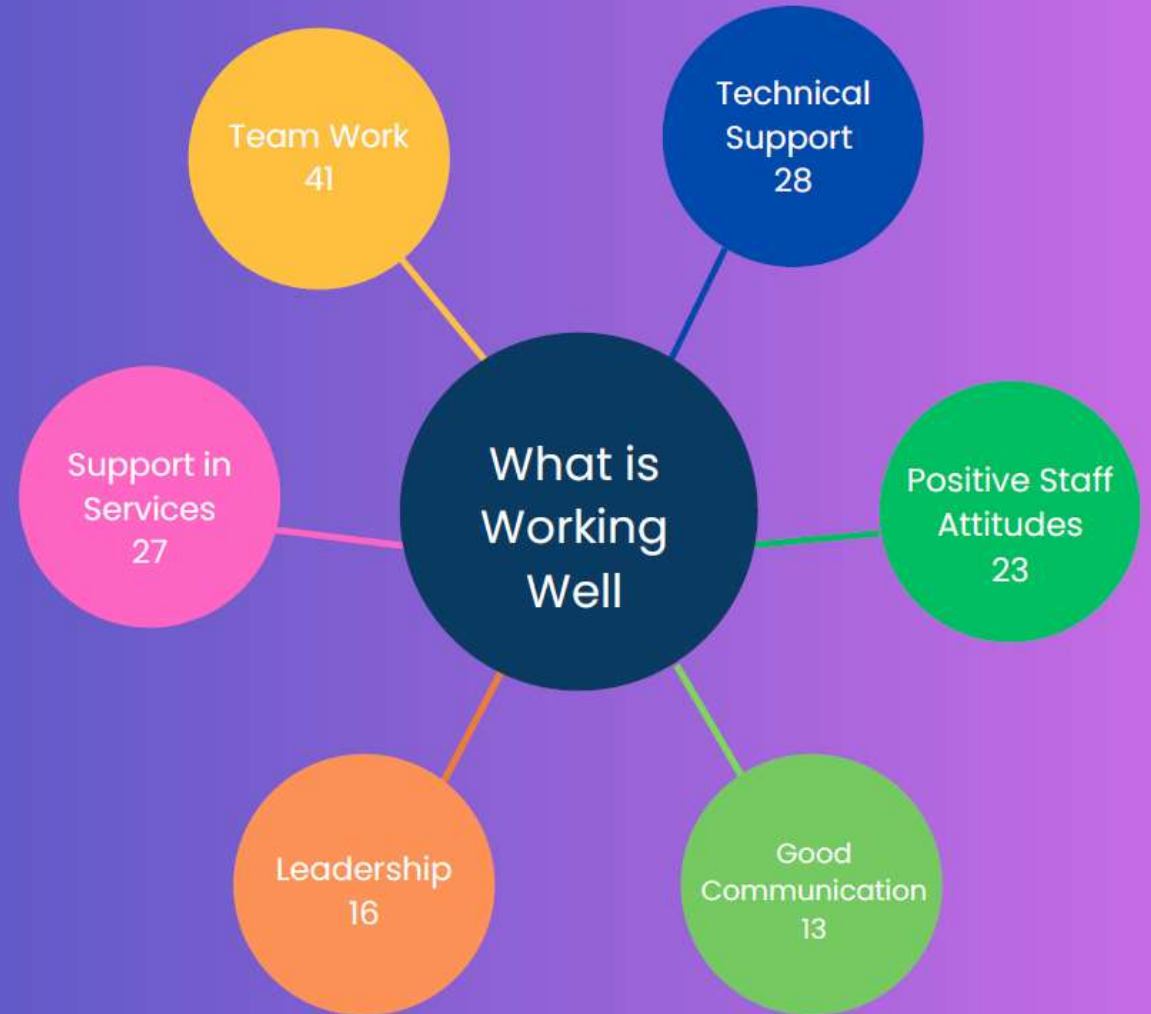 Team Work
41
Technical
Support
28
Support in
Services
27
What is
Working
Well
Positive Staff
Attitudes
23
Leadership
16
Good
Communication
13